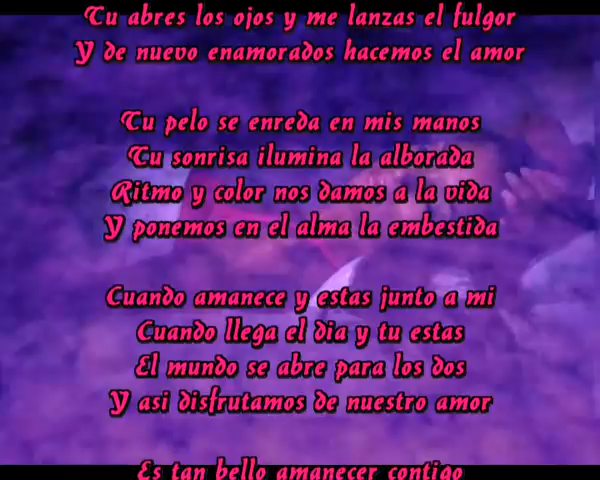 Tu abres los ojos y me lanzas el fulgor
Y de nuevo enamorados hacemos el amor
Tu pelo se enreda en mis manos
Tu sonrisa ilumina la alborada
Ritmo y color nos damos a la vida
Y ponemos en el alma la embestida
Cuando amanece y estas junto a mi
Cuando llega el dia y tu estas
El mundo se abre para los dos
Y asi disfrutamos de nuestro amor
Es tan bello amanecer contigo